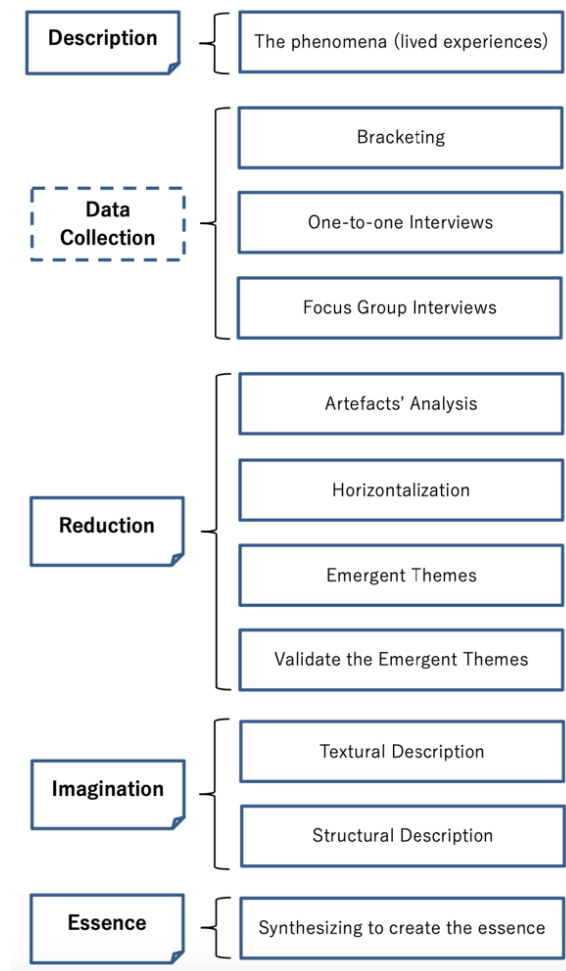 Description
The phenomena (lived experiences)
Data
Collection
Bracketing
One-to-one Interviews
Focus Group Interviews
Reduction
Artefacts' Analysis
Horizontalization
Emergent Themes
Validate the Emergent Themes
Imagination
Textural Description
Structural Description
Essence
Synthesizing to create the essence